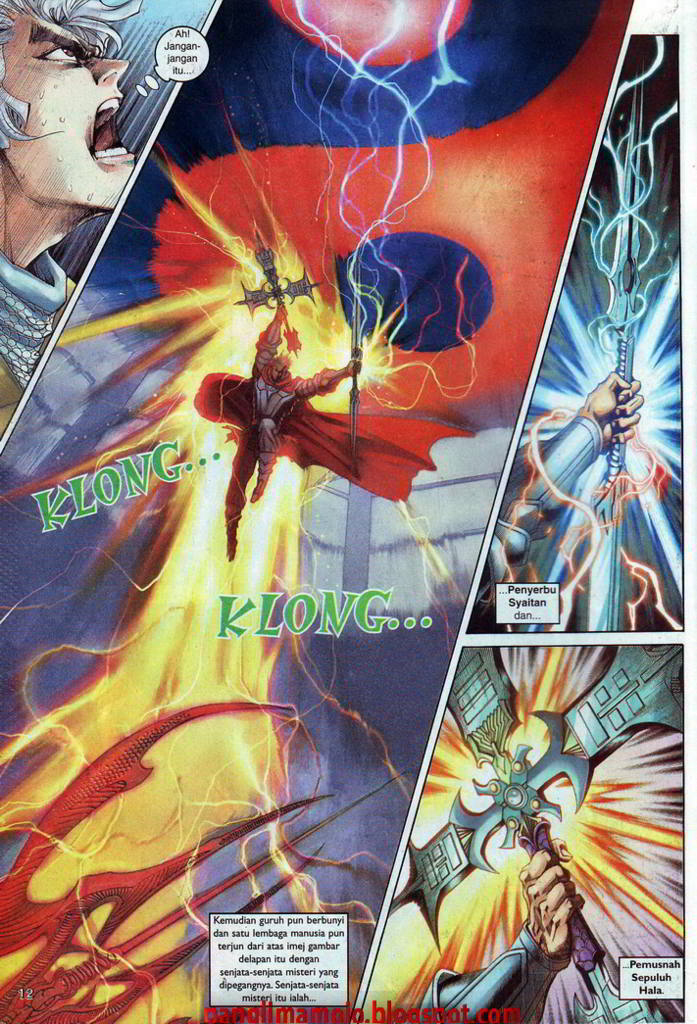 Ah!
Jangan-
jangan
itu...
KLONG...
KLONG...
Kemudian guruh pun berbunyi
dan satu lembaga manusia pun
terjun dari atas imej gambar
delapan itu dengan
senjata-senjata misteri yang
dipegangnya. Senjata-senjata
misteri itu ialah...
...Penyerbu
Syaitan
dan...
...Pemusnah
Sepuluh
Hala.
12
panglimamolo.blogspot.com